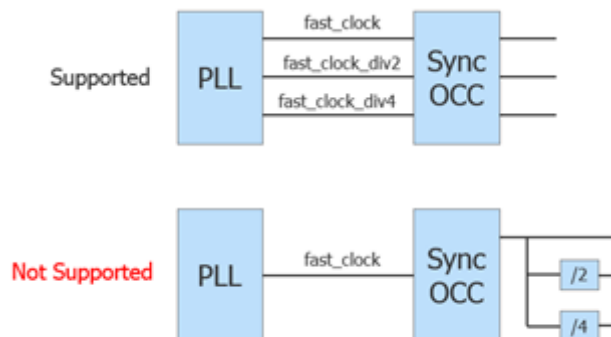 fast_clock
Supported
PLL
fast_clock_div2
Sync
OCC
fast_clock_div4
Not Supported
PLL
fast_clock
Sync
OCC
/2
/4